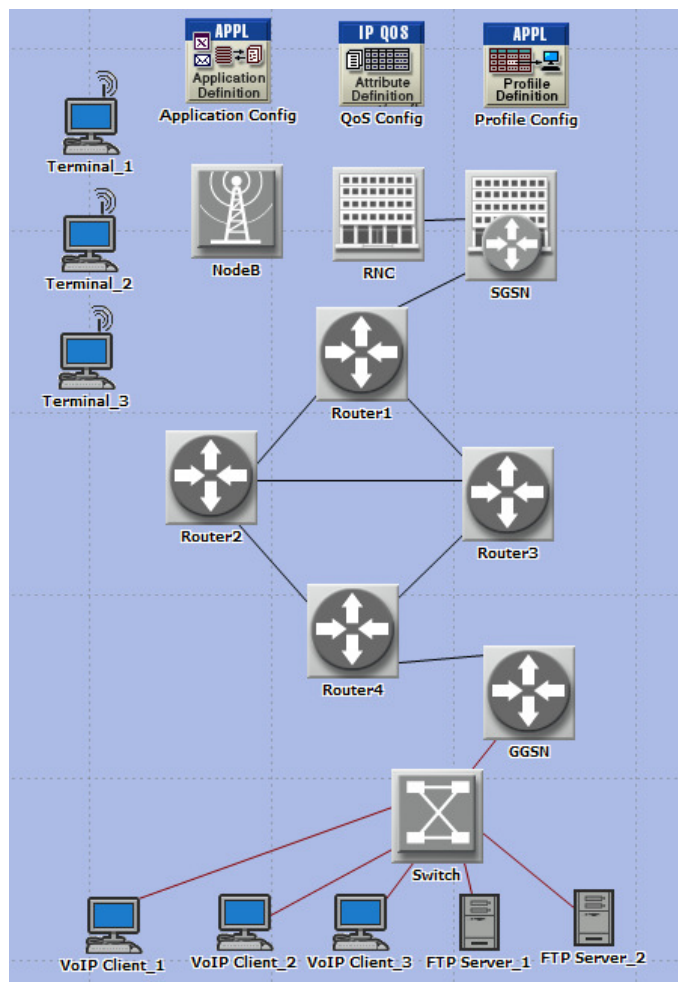 APPL
Application
Definition
Application Config
IP QOS
Attribute
Definition
QoS Config
APPL
Profiile
Definition
Profile Config
Terminal_1
Terminal_2
Terminal_3
NodeB
RNC
SGSN
Router1
Router2
Router3
Router4
GGSN
Switch
VoIP Client_1
VoIP Client_2
VoIP Client_3
FTP Server_1
FTP Server_2